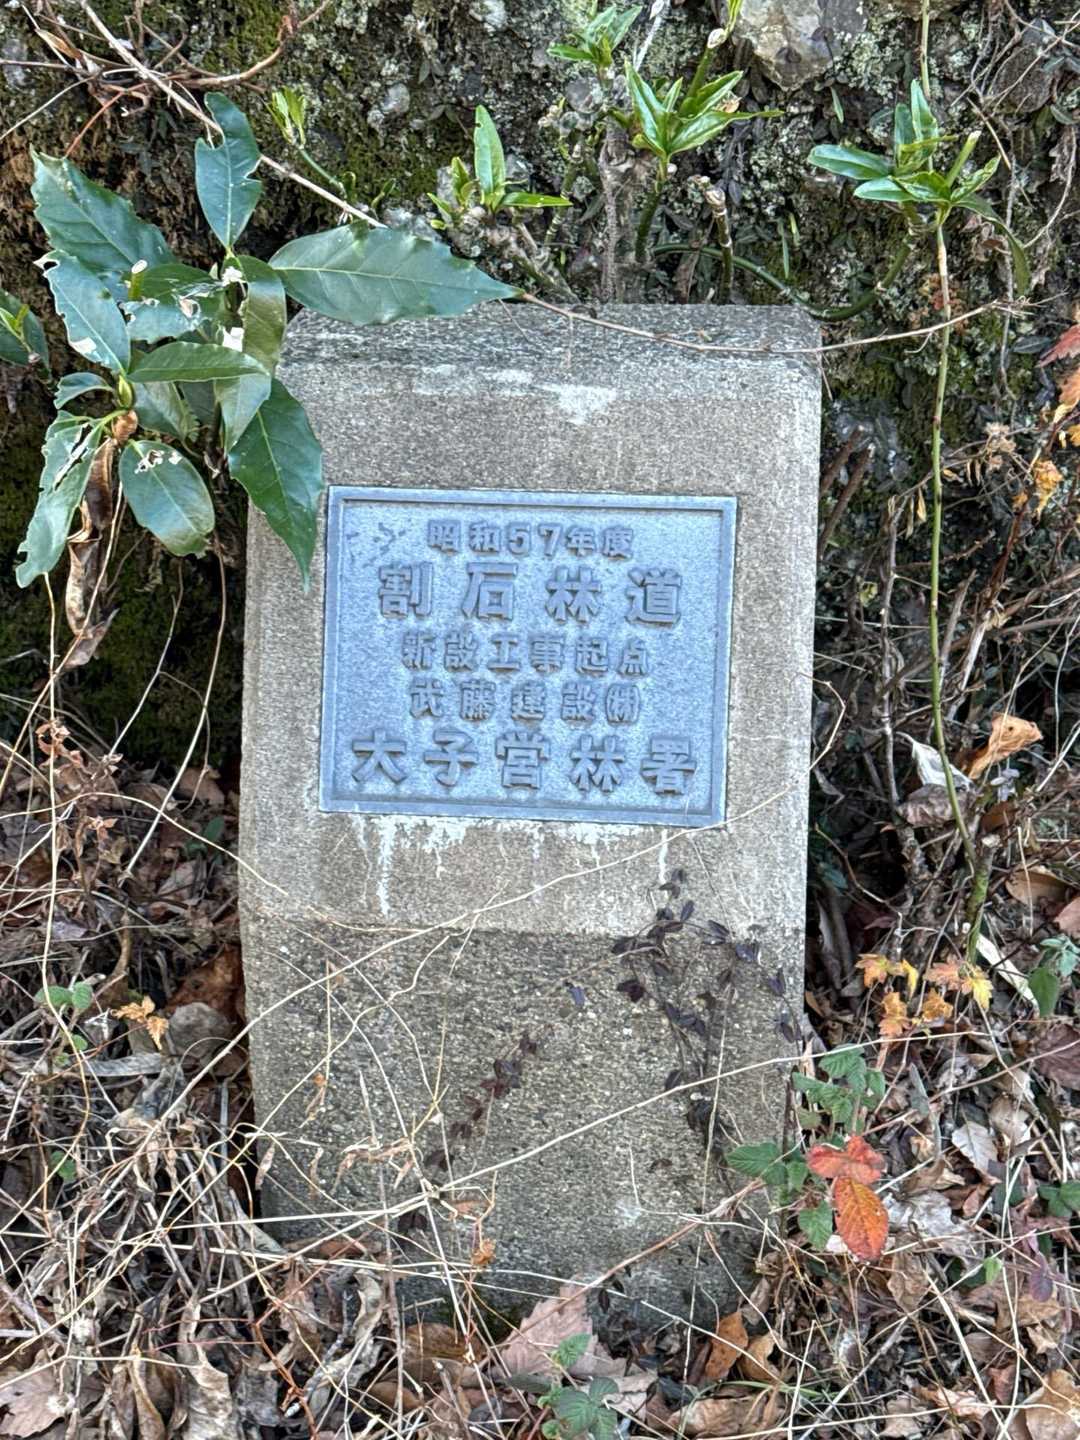 昭和57年度
割石林道
新設工事起点
武藤建設㈱
大子営林署